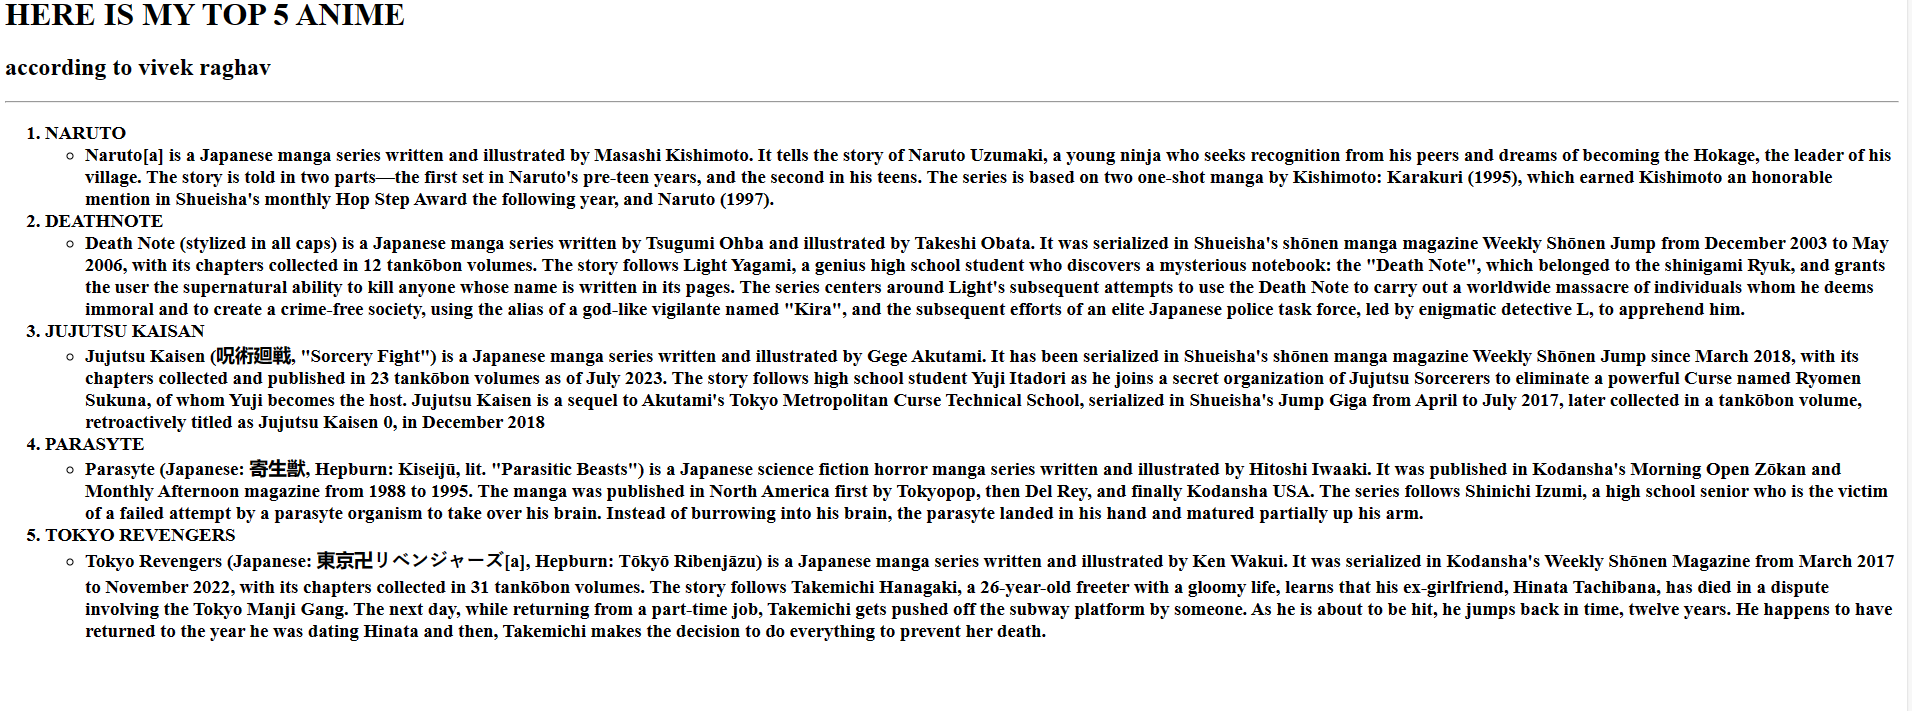 HERE IS MY TOP 5 ANIME
according to vivek raghav
1. NARUTO
Naruto[a] is a Japanese manga series written and illustrated by Masashi Kishimoto. It tells the story of Naruto Uzumaki, a young ninja who seeks recognition from his peers and dreams of becoming the Hokage, the leader of his
village. The story is told in two parts—the first set in Naruto's pre-teen years, and the second in his teens. The series is based on two one-shot manga by Kishimoto: Karakuri (1995), which earned Kishimoto an honorable
mention in Shueisha's monthly Hop Step Award the following year, and Naruto (1997).
2. DEATHNOTE
Death Note (stylized in all caps) is a Japanese manga series written by Tsugumi Ohba and illustrated by Takeshi Obata. It was serialized in Shueisha's shōnen manga magazine Weekly Shōnen Jump from December 2003 to May
2006, with its chapters collected in 12 tankōbon volumes. The story follows Light Yagami, a genius high school student who discovers a mysterious notebook: the "Death Note", which belonged to the shinigami Ryuk, and grants
the user the supernatural ability to kill anyone whose name is written in its pages. The series centers around Light's subsequent attempts to use the Death Note to carry out a worldwide massacre of individuals whom he deems
immoral and to create a crime-free society, using the alias of a god-like vigilante named "Kira", and the subsequent efforts of an elite Japanese police task force, led by enigmatic detective L, to apprehend him.
3. JUJUTSU KAISAN
Jujutsu Kaisen (呪術廻戦, "Sorcery Fight") is a Japanese manga series written and illustrated by Gege Akutami. It has been serialized in Shueisha's shōnen manga magazine Weekly Shōnen Jump since March 2018, with its
chapters collected and published in 23 tankōbon volumes as of July 2023. The story follows high school student Yuji Itadori as he joins a secret organization of Jujutsu Sorcerers to eliminate a powerful Curse named Ryomen
Sukuna, of whom Yuji becomes the host. Jujutsu Kaisen is a sequel to Akutami's Tokyo Metropolitan Curse Technical School, serialized in Shueisha's Jump Giga from April to July 2017, later collected in a tankōbon volume,
retroactively titled as Jujutsu Kaisen 0, in December 2018
4. PARASYTE
Parasyte (Japanese: 寄生獣, Hepburn: Kiseijū, lit. "Parasitic Beasts") is a Japanese science fiction horror manga series written and illustrated by Hitoshi Iwaaki. It was published in Kodansha's Morning Open Zōkan and
Monthly Afternoon magazine from 1988 to 1995. The manga was published in North America first by Tokyopop, then Del Rey, and finally Kodansha USA. The series follows Shinichi Izumi, a high school senior who is the victim
of a failed attempt by a parasyte organism to take over his brain. Instead of burrowing into his brain, the parasyte landed in his hand and matured partially up his arm.
5. TOKYO REVENGERS
Tokyo Revengers (Japanese: 東京卍リベンジャーズ[a], Hepburn: Tōkyō Ribenjāzu) is a Japanese manga series written and illustrated by Ken Wakui. It was serialized in Kodansha's Weekly Shōnen Magazine from March 2017
to November 2022, with its chapters collected in 31 tankōbon volumes. The story follows Takemichi Hanagaki, a 26-year-old freeter with a gloomy life, learns that his ex-girlfriend, Hinata Tachibana, has died in a dispute
involving the Tokyo Manji Gang. The next day, while returning from a part-time job, Takemichi gets pushed off the subway platform by someone. As he is about to be hit, he jumps back in time, twelve years. He happens to have
returned to the year he was dating Hinata and then, Takemichi makes the decision to do everything to prevent her death.